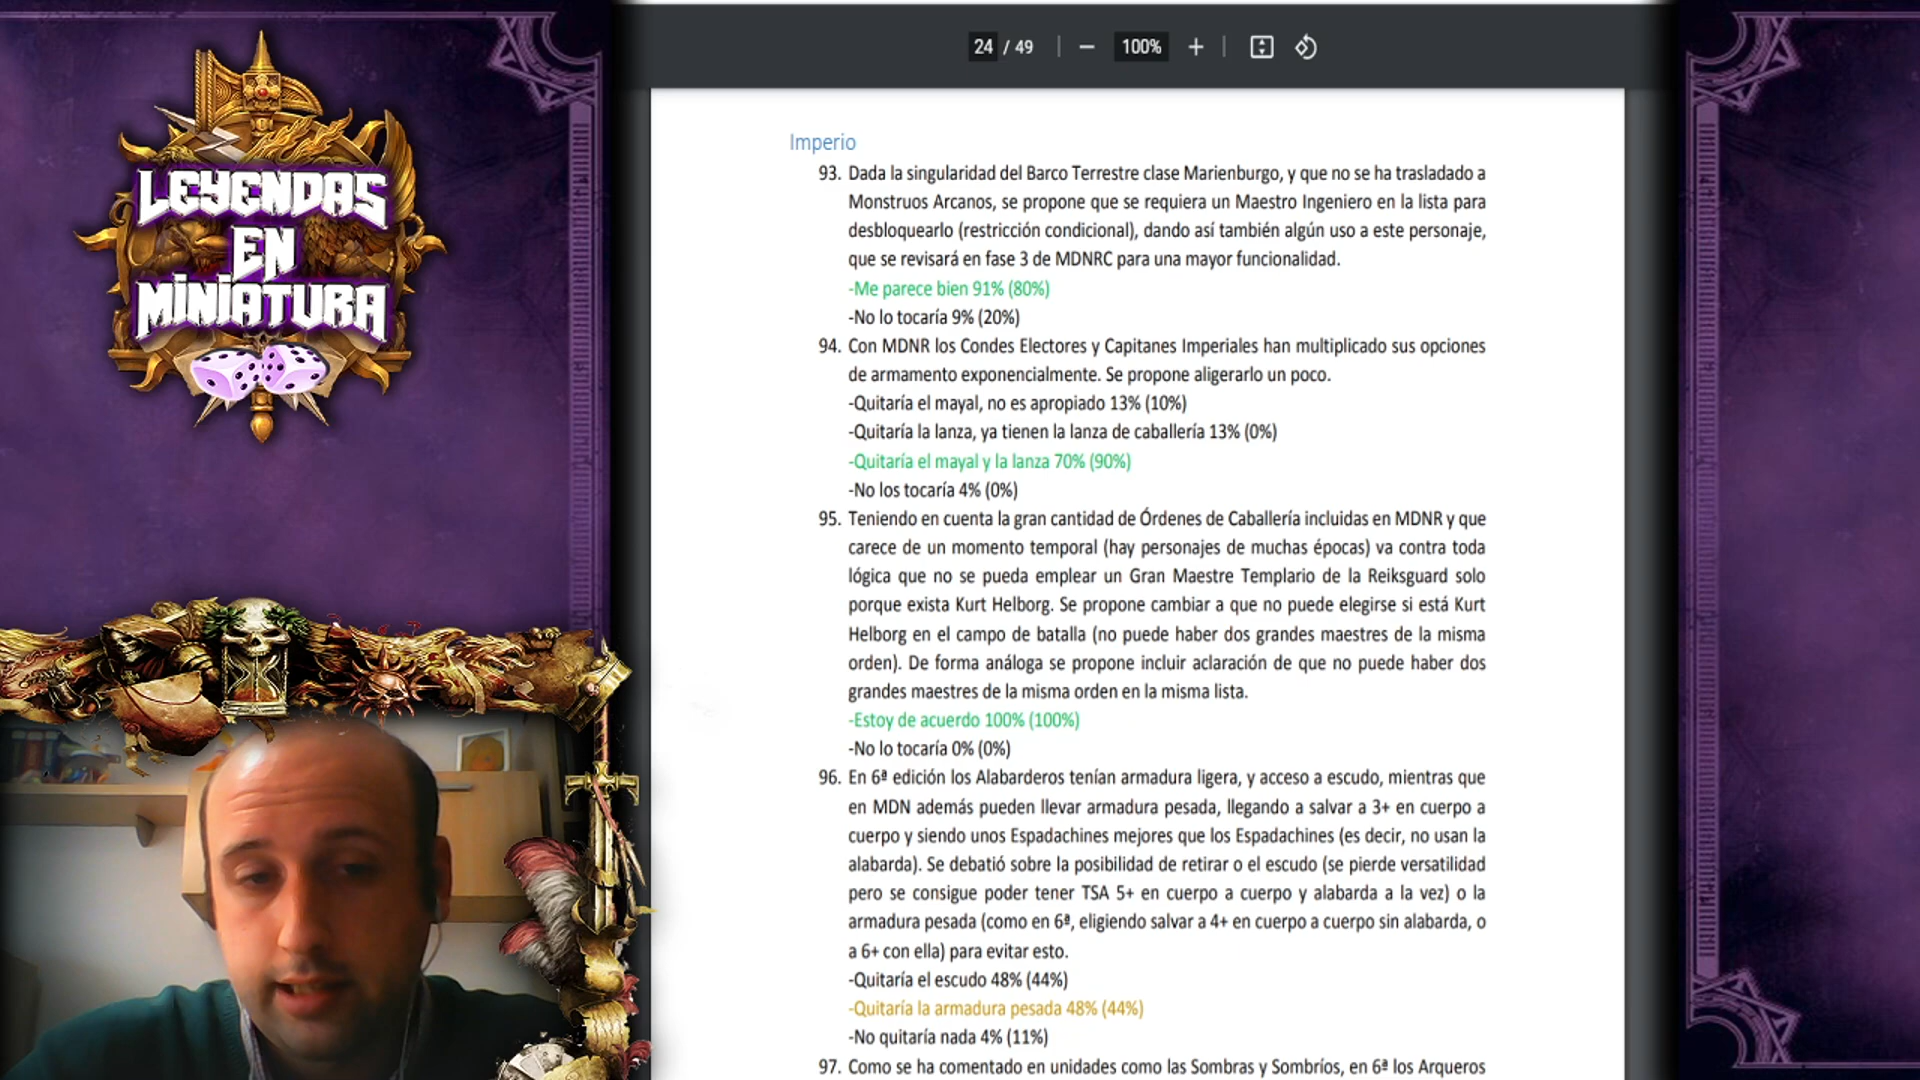 LEYENDAS
EN
MINIATURA
24 / 49
100%
Imperio
93. Dada la singularidad del Barco Terrestre clase Marienburgo, y que no se ha trasladado a
Monstruos Arcanos, se propone que se requiera un Maestro Ingeniero en la lista para
desbloquearlo (restricción condicional), dando así también algún uso a este personaje,
que se revisará en fase 3 de MDNRC para una mayor funcionalidad.
-Me parece bien 91% (80%)
-No lo tocaría 9% (20%)
94. Con MDNR los Condes Electores y Capitanes Imperiales han multiplicado sus opciones
de armamento exponencialmente. Se propone aligerarlo un poco.
-Quitaría el mayal, no es apropiado 13% (10%)
-Quitaría la lanza, ya tienen la lanza de caballería 13% (0%)
-Quitaría el mayal y la lanza 70% (90%)
-No los tocaría 4% (0%)
95. Teniendo en cuenta la gran cantidad de Órdenes de Caballería incluidas en MDNR y que
carece de un momento temporal (hay personajes de muchas épocas) va contra toda
lógica que no se pueda emplear un Gran Maestre Templario de la Reiksguard solo
porque exista Kurt Helborg. Se propone cambiar a que no puede elegirse si está Kurt
Helborg en el campo de batalla (no puede haber dos grandes maestres de la misma
orden). De forma análoga se propone incluir aclaración de que no puede haber dos
grandes maestres de la misma orden en la misma lista.
-Estoy de acuerdo 100% (100%)
-No lo tocaría 0% (0%)
96. En 6ª edición los Alabarderos tenían armadura ligera, y acceso a escudo, mientras que
en MDN además pueden llevar armadura pesada, llegando a salvar a 3+ en cuerpo a
cuerpo y siendo unos Espadachines mejores que los Espadachines (es decir, no usan la
alabarda). Se debatió sobre la posibilidad de retirar o el escudo (se pierde versatilidad
pero se consigue poder tener TSA 5+ en cuerpo a cuerpo y alabarda a la vez) o la
armadura pesada (como en 6ª, eligiendo salvar a 4+ en cuerpo a cuerpo sin alabarda, o
a 6+ con ella) para evitar esto.
-Quitaría el escudo 48% (44%)
-Quitaría la armadura pesada 48% (44%)
-No quitaría nada 4% (11%)
97. Como se ha comentado en unidades como las Sombras y Sombríos, en 6ª los Arqueros